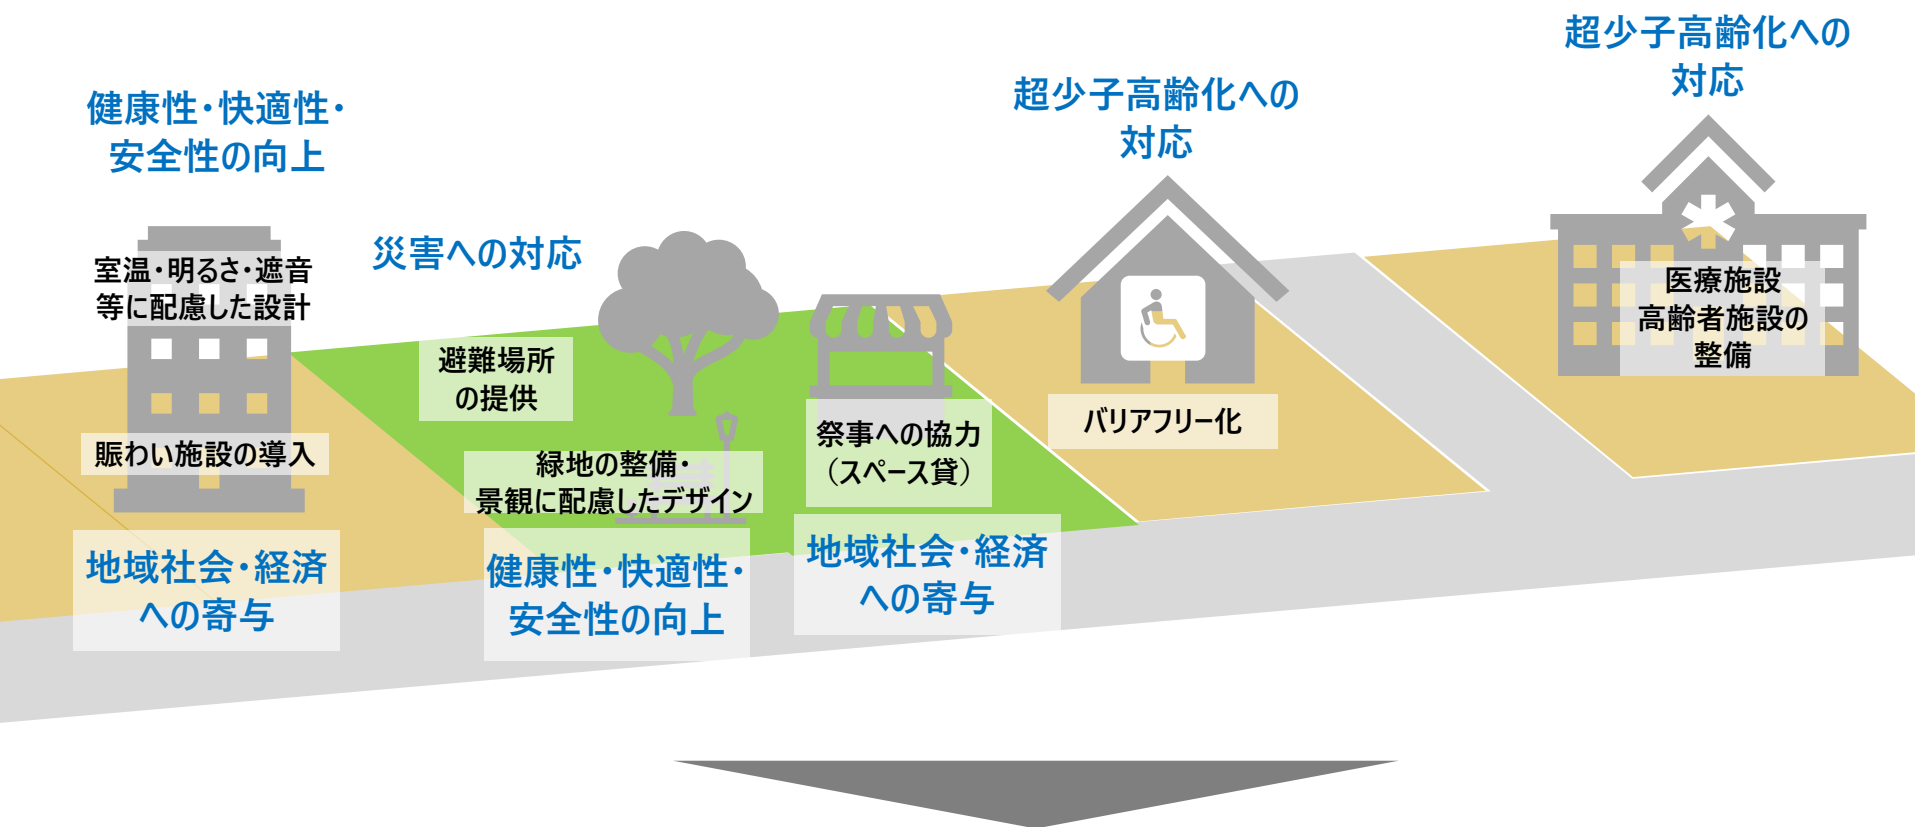 健康性・快適性・
安全性の向上
室温・明るさ・遮音
等に配慮した設計
賑わい施設の導入
地域社会・経済
への寄与
災害への対応
避難場所
の提供
緑地の整備・
景観に配慮したデザイン
健康性・快適性・
安全性の向上
祭事への協力
（スペース貸）
地域社会・経済
への寄与
超少子高齢化への
対応
バリアフリー化
超少子高齢化への
対応
医療施設
高齢者施設の
整備